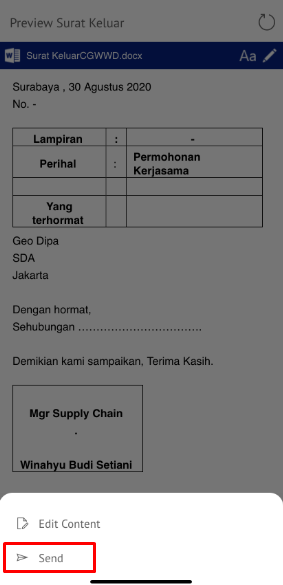 Preview Surat Keluar
Surat KeluarCGWWD.docx Aa
Surabaya , 30 Agustus 2020
No. -
Lampiran : -
Perihal : Permohonan
Kerjasama
Yang
terhormat
Geo Dipa
SDA
Jakarta
Dengan hormat,
Sehubungan …………………………….
Demikian kami sampaikan, Terima Kasih.
Mgr Supply Chain
.
Winahyu Budi Setiani
Edit Content
Send